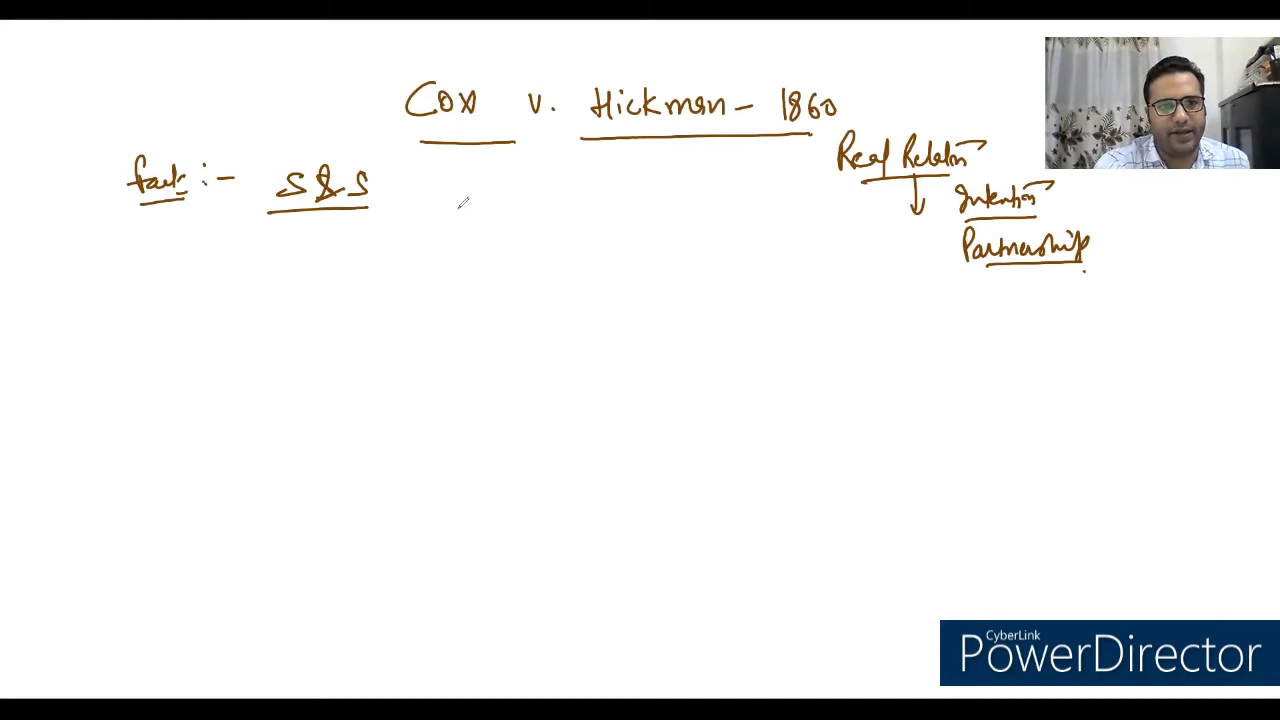 Cox v. Hickman - 1860
Real Relation
Intention
Partnership
fact :- S & S
CyberLink
PowerDirector